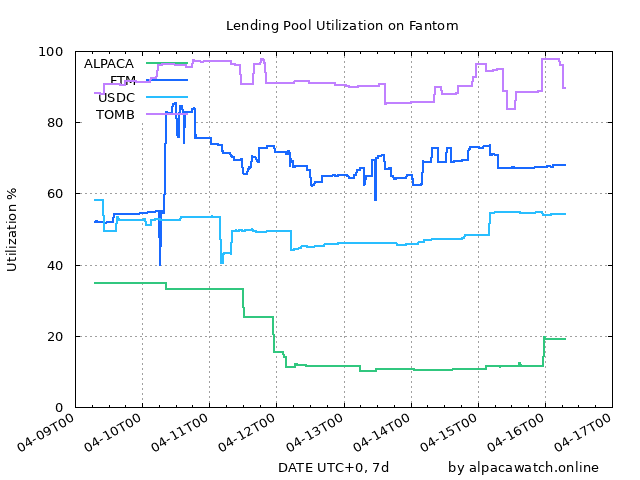 Lending Pool Utilization on Fantom
100
80
60
40
20
0
Utilization %
ALPACA
FTM
USDC
TOMB
04-09T00
04-10T00
04-11T00
04-12T00
04-13T00
04-14T00
04-15T00
04-16T00
04-17T00
DATE UTC+0, 7d
by alpacawatch.online